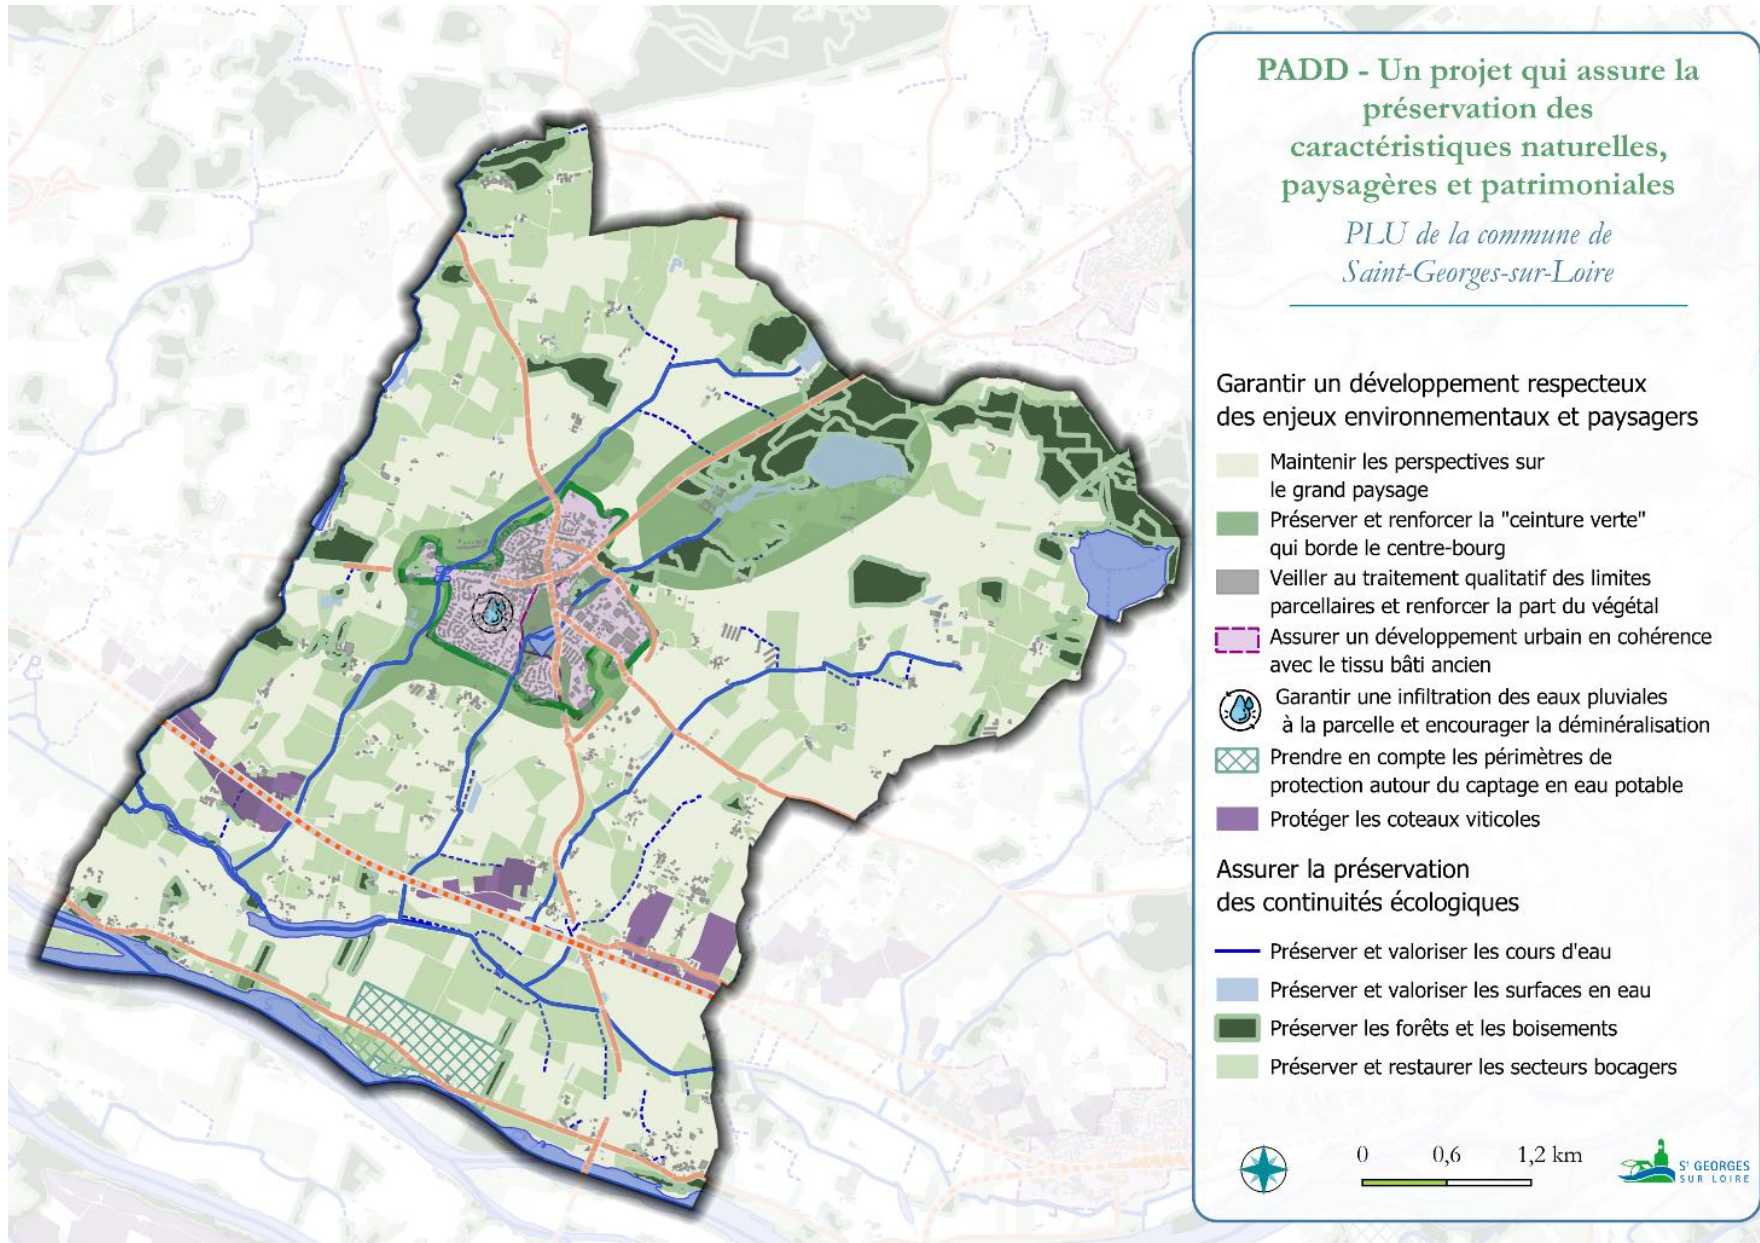 PADD - Un projet qui assure la
préservation des
caractéristiques naturelles,
paysagères et patrimoniales
PLU de la commune de
Saint-Georges-sur-Loire
Garantir un développement respecteux
des enjeux environnementaux et paysagers
Maintenir les perspectives sur
le grand paysage
Préserver et renforcer la "ceinture verte"
qui borde le centre-bourg
Veiller au traitement qualitatif des limites
parcellaires et renforcer la part du végétal
Assurer un développement urbain en cohérence
avec le tissu bâti ancien
Garantir une infiltration des eaux pluviales
à la parcelle et encourager la déminéralisation
Prendre en compte les périmètres de
protection autour du captage en eau potable
Protéger les coteaux viticoles
Assurer la préservation
des continuités écologiques
Préserver et valoriser les cours d'eau
Préserver et valoriser les surfaces en eau
Préserver les forêts et les boisements
Préserver et restaurer les secteurs bocagers
0 0,6 1,2 km
St GEORGES
SUR LOIRE